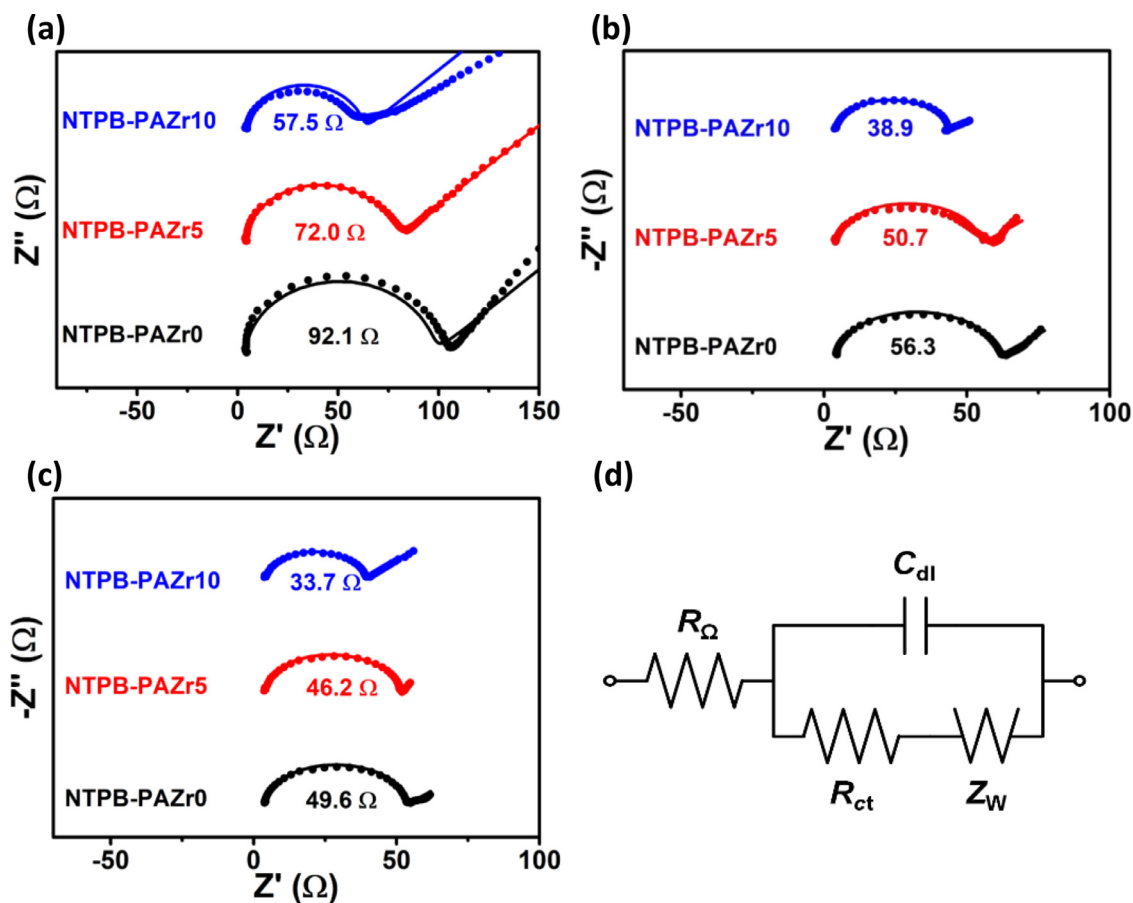 (a)
Z'' (Ω)
NTPB-PAZr10
57.5 Ω
NTPB-PAZr5
72.0 Ω
NTPB-PAZr0
92.1 Ω
-50 0 50 100 150
Z' (Ω)
(b)
-Z'' (Ω)
NTPB-PAZr10
38.9
NTPB-PAZr5
50.7
NTPB-PAZr0
56.3
-50 0 50 100
Z' (Ω)
(c)
-Z'' (Ω)
NTPB-PAZr10
33.7 Ω
NTPB-PAZr5
46.2 Ω
NTPB-PAZr0
49.6 Ω
-50 0 50 100
Z' (Ω)
(d)
Cdl
RΩ
Rct
ZW